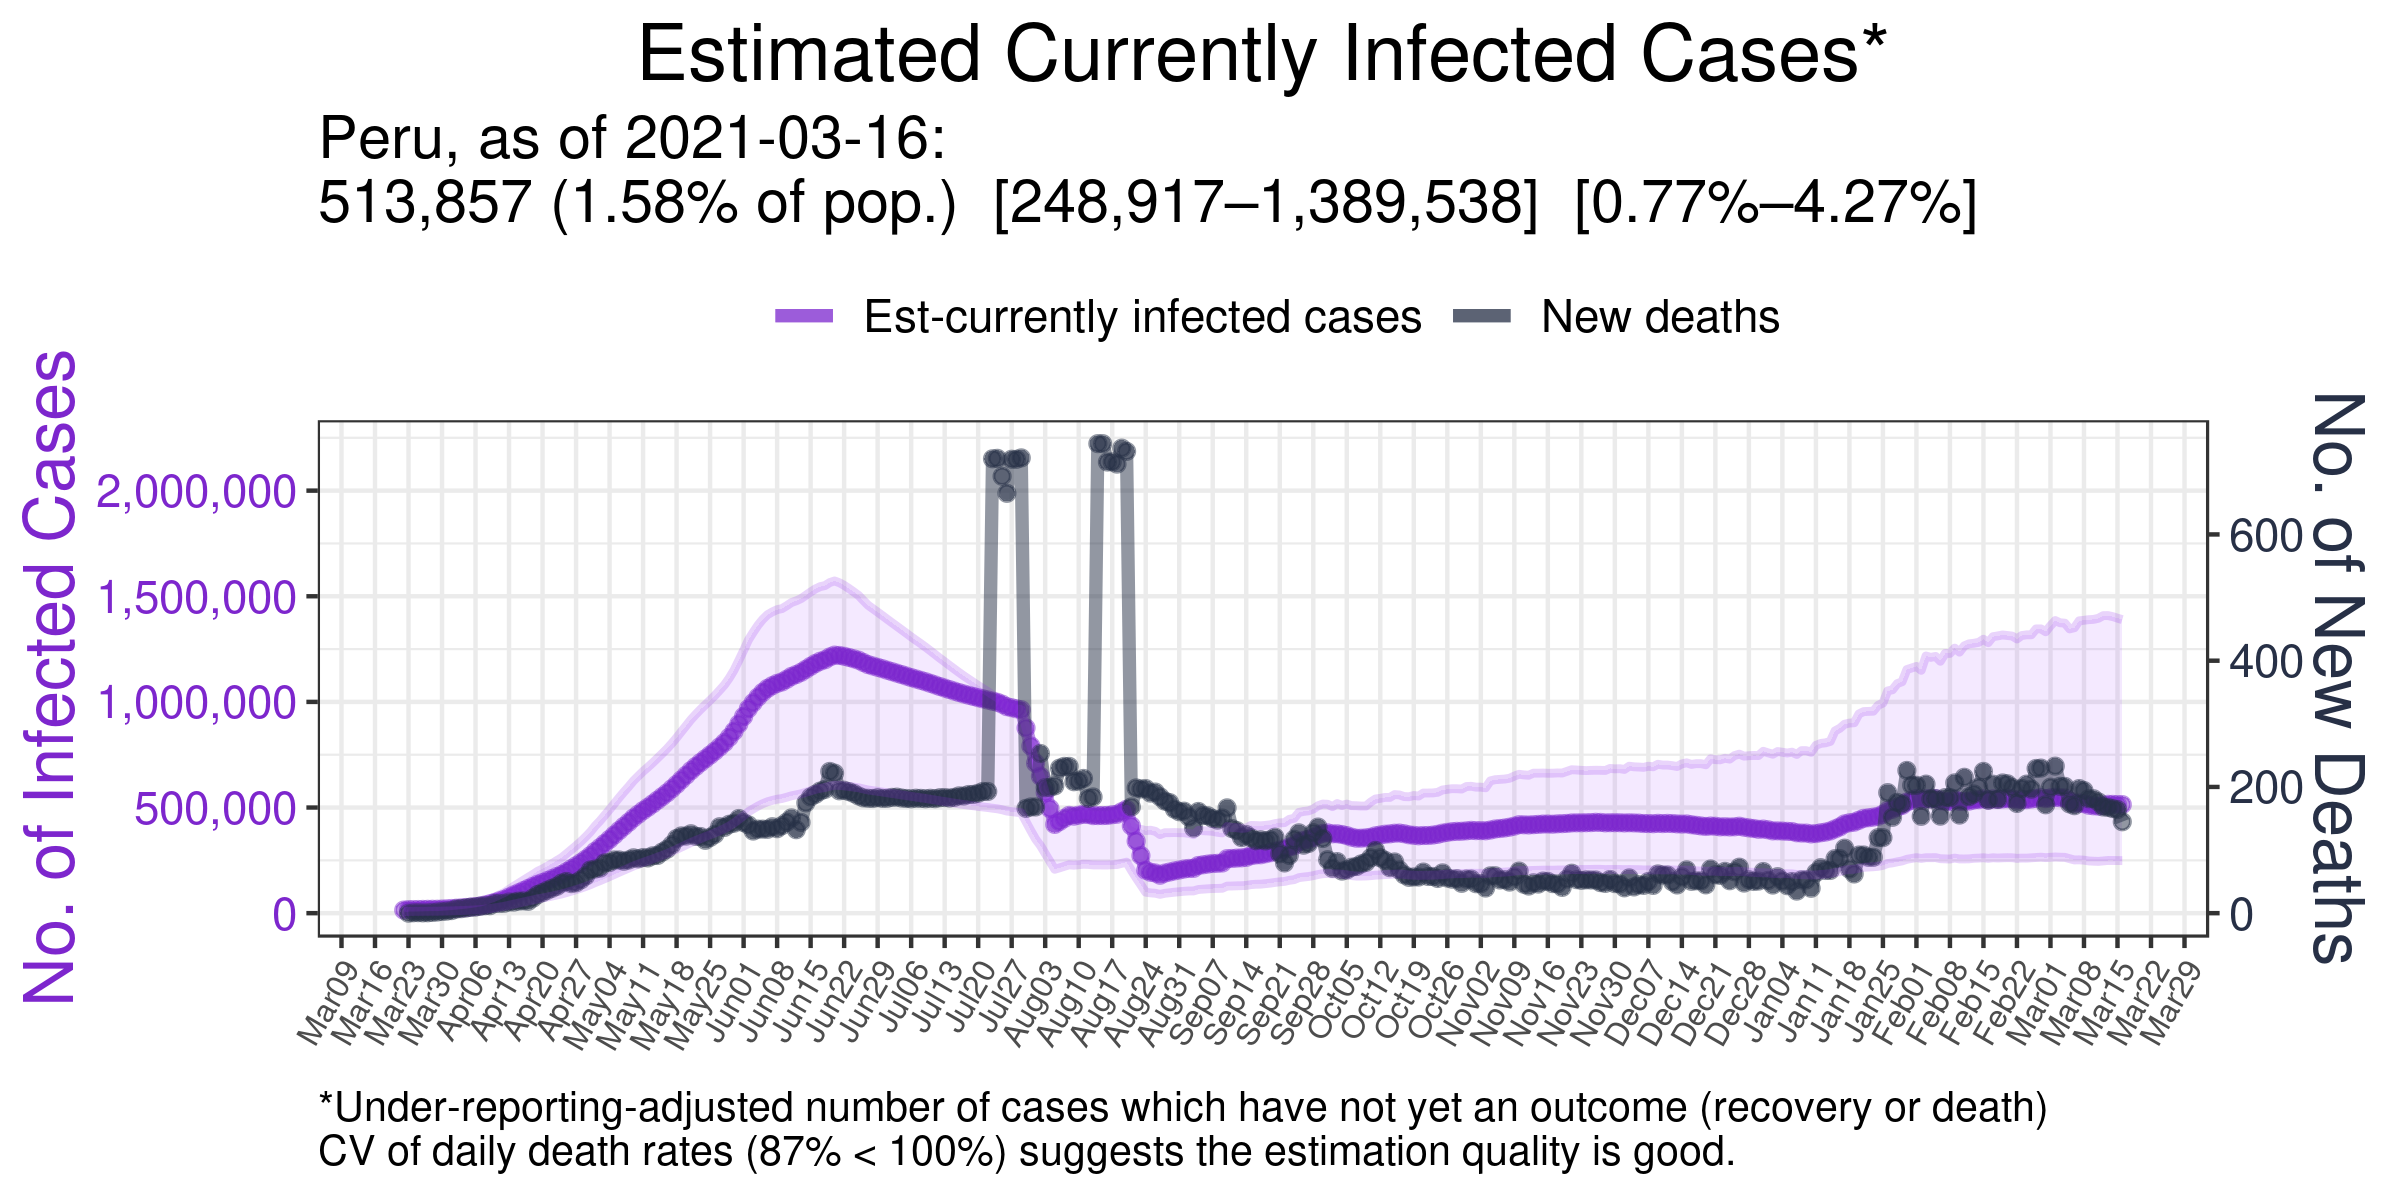 Estimated Currently Infected Cases*
Peru, as of 2021-03-16:
513,857 (1.58% of pop.)  [248,917–1,389,538]  [0.77%–4.27%]
Est-currently infected cases
New deaths
No. of Infected Cases
2,000,000
1,500,000
1,000,000
500,000
0
No. of New Deaths
600
400
200
0
Mar09
Mar16
Mar23
Mar30
Apr06
Apr13
Apr20
Apr27
May04
May11
May18
May25
Jun01
Jun08
Jun15
Jun22
Jun29
Jul06
Jul13
Jul20
Jul27
Aug03
Aug10
Aug17
Aug24
Aug31
Sep07
Sep14
Sep21
Sep28
Oct05
Oct12
Oct19
Oct26
Nov02
Nov09
Nov16
Nov23
Nov30
Dec07
Dec14
Dec21
Dec28
Jan04
Jan11
Jan18
Jan25
Feb01
Feb08
Feb15
Feb22
Mar01
Mar08
Mar15
Mar22
Mar29
*Under-reporting-adjusted number of cases which have not yet an outcome (recovery or death)
CV of daily death rates (87% < 100%) suggests the estimation quality is good.